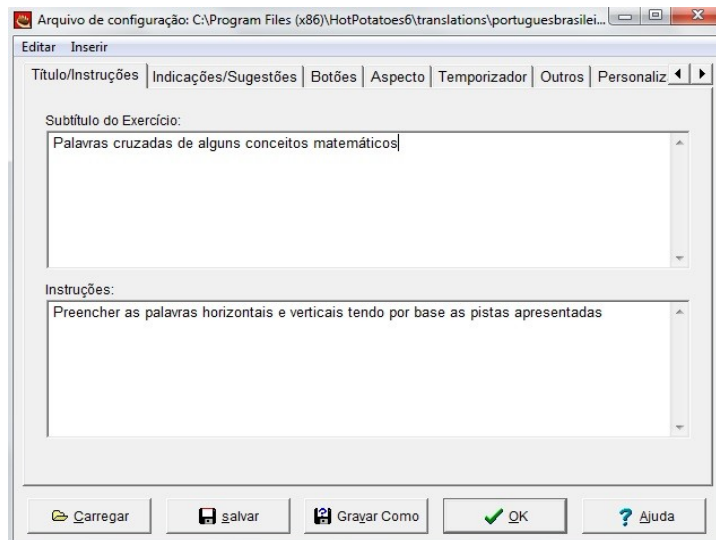 Arquivo de configuração: C:\Program Files (x86)\HotPotatoes6\translations\portuguesbrasilei...
Editar Inserir
Título/Instruções Indicações/Sugestões Botões Aspecto Temporizador Outros Personaliz
Subtítulo do Exercício:
Palavras cruzadas de alguns conceitos matemáticos
Instruções:
Preencher as palavras horizontais e verticais tendo por base as pistas apresentadas
Carregar salvar Gravar Como OK Ajuda